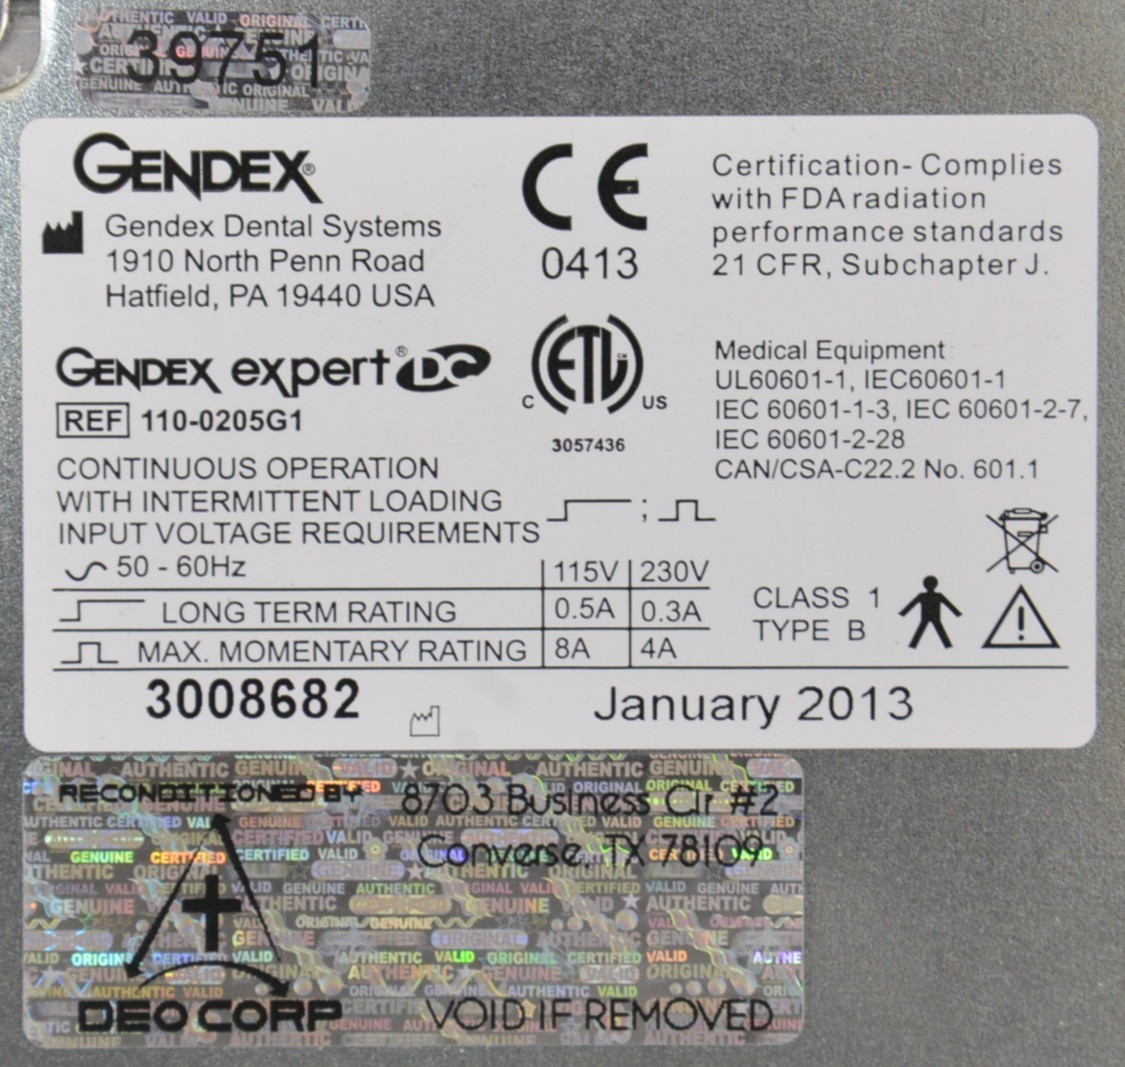 39751
GENDEX®
Gendex Dental Systems
1910 North Penn Road
Hatfield, PA 19440 USA
CE
0413
Certification- Complies
with FDA radiation
performance standards
21 CFR, Subchapter J.
GENDEX expert® DC
REF 110-0205G1
C ETL CM US
3057436
Medical Equipment
UL60601-1, IEC60601-1
IEC 60601-1-3, IEC 60601-2-7,
IEC 60601-2-28
CAN/CSA-C22.2 No. 601.1
CONTINUOUS OPERATION
WITH INTERMITTENT LOADING
INPUT VOLTAGE REQUIREMENTS ;
50 - 60Hz 115V 230V
LONG TERM RATING 0.5A 0.3A
MAX. MOMENTARY RATING 8A 4A
CLASS 1
TYPE B
3008682 January 2013
RECONDITIONED BY
DEO CORP
8703 Business Cir #2
Converse, TX 78109
VOID IF REMOVED